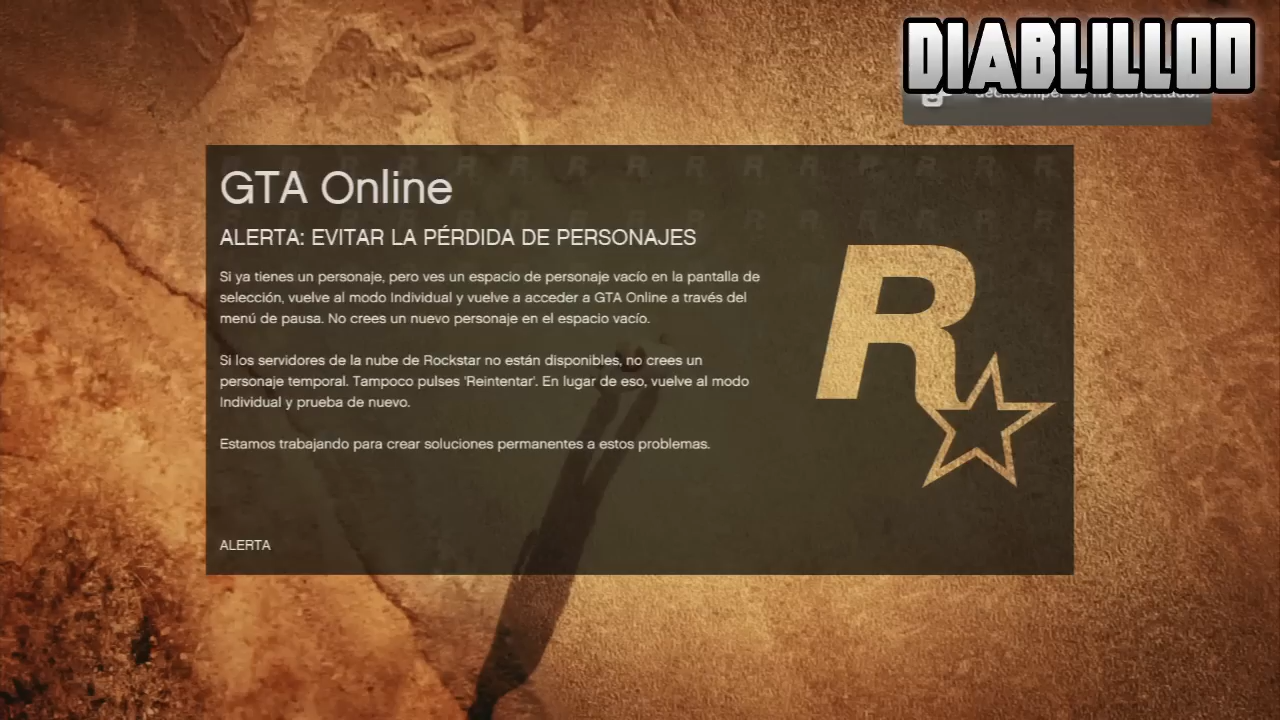 DIABLILLOO
se ha conectado.
GTA Online
ALERTA: EVITAR LA PÉRDIDA DE PERSONAJES
Si ya tienes un personaje, pero ves un espacio de personaje vacío en la pantalla de
selección, vuelve al modo Individual y vuelve a acceder a GTA Online a través del
menú de pausa. No crees un nuevo personaje en el espacio vacío.
Si los servidores de la nube de Rockstar no están disponibles, no crees un
personaje temporal. Tampoco pulses 'Reintentar'. En lugar de eso, vuelve al modo
Individual y prueba de nuevo.
Estamos trabajando para crear soluciones permanentes a estos problemas.
R
ALERTA